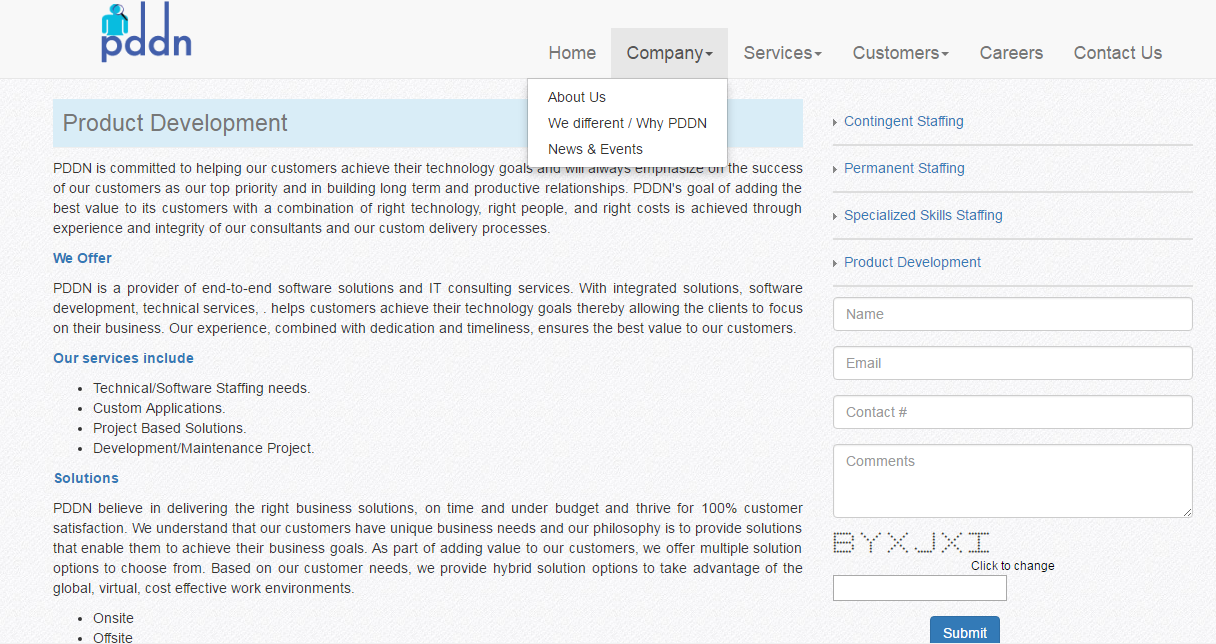 pddn
Home Company Services Customers Careers Contact Us
About Us
We different / Why PDDN
News & Events
Product Development
PDDN is committed to helping our customers achieve their technology goals and will always emphasize on the success
of our customers as our top priority and in building long term and productive relationships. PDDN's goal of adding the
best value to its customers with a combination of right technology, right people, and right costs is achieved through
experience and integrity of our consultants and our custom delivery processes.
We Offer
PDDN is a provider of end-to-end software solutions and IT consulting services. With integrated solutions, software
development, technical services, . helps customers achieve their technology goals thereby allowing the clients to focus
on their business. Our experience, combined with dedication and timeliness, ensures the best value to our customers.
Our services include
• Technical/Software Staffing needs.
• Custom Applications.
• Project Based Solutions.
• Development/Maintenance Project.
Solutions
PDDN believe in delivering the right business solutions, on time and under budget and thrive for 100% customer
satisfaction. We understand that our customers have unique business needs and our philosophy is to provide solutions
that enable them to achieve their business goals. As part of adding value to our customers, we offer multiple solution
options to choose from. Based on our customer needs, we provide hybrid solution options to take advantage of the
global, virtual, cost effective work environments.
• Onsite
• Offsite
Contingent Staffing
Permanent Staffing
Specialized Skills Staffing
Product Development
Name
Email
Contact #
Comments
BYXJXI
Click to change
Submit